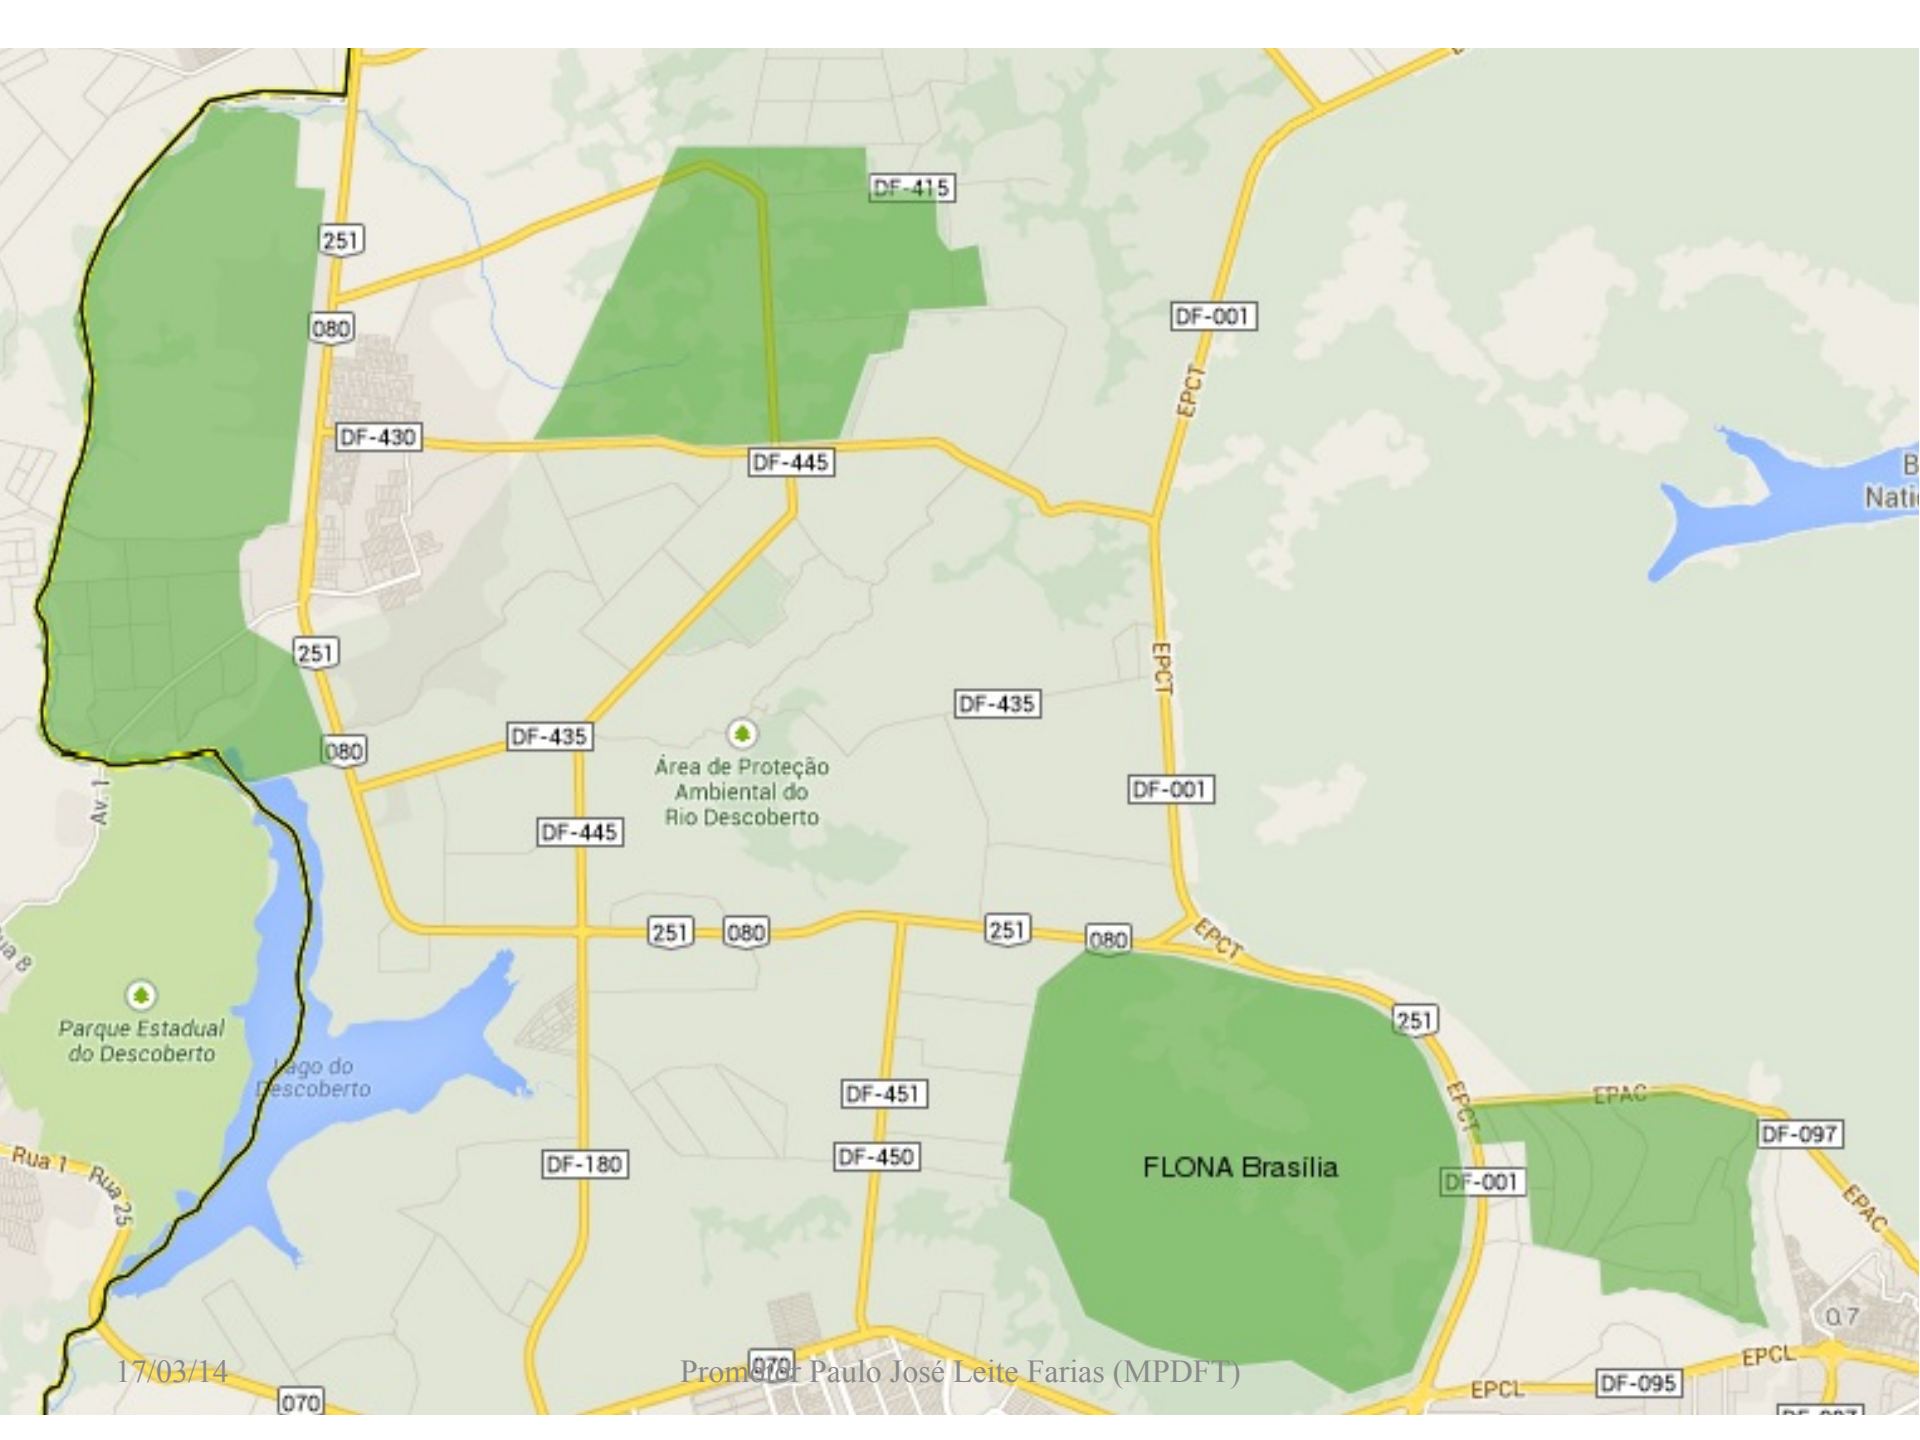 DF-415
251
DF-001
080
EPCT
DF-430
DF-445
Nati
EPCT
251
DF-435
DF-435
080
Área de Proteção
Ambiental do
Rio Descoberto
DF-001
Av. 1
DF-445
251
080
251
080
EPCT
Parque Estadual
do Descoberto
251
Lago do
Descoberto
DF-451
EPCT
EPAC
DF-097
Rua 1
Rua 25
DF-180
DF-450
FLONA Brasília
DF-001
EPAC
Q.7
17/03/14
070
Promotor Paulo José Leite Farias (MPDFT)
EPCL
070
EPCL
DF-095